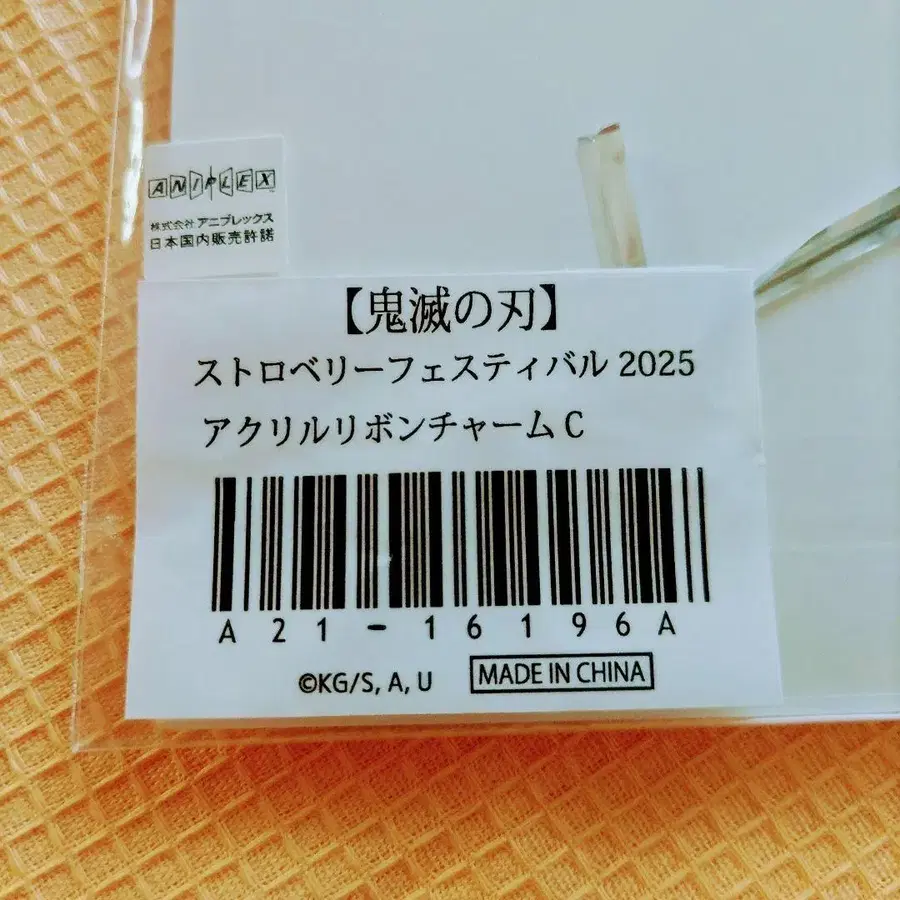 ANIPLEX
株式会社アニプレックス
日本国内販売許諾
【鬼滅の刃】
ストロベリーフェスティバル 2025
アクリルリボンチャーム C
A21-16196A
©KG/S, A, U
MADE IN CHINA